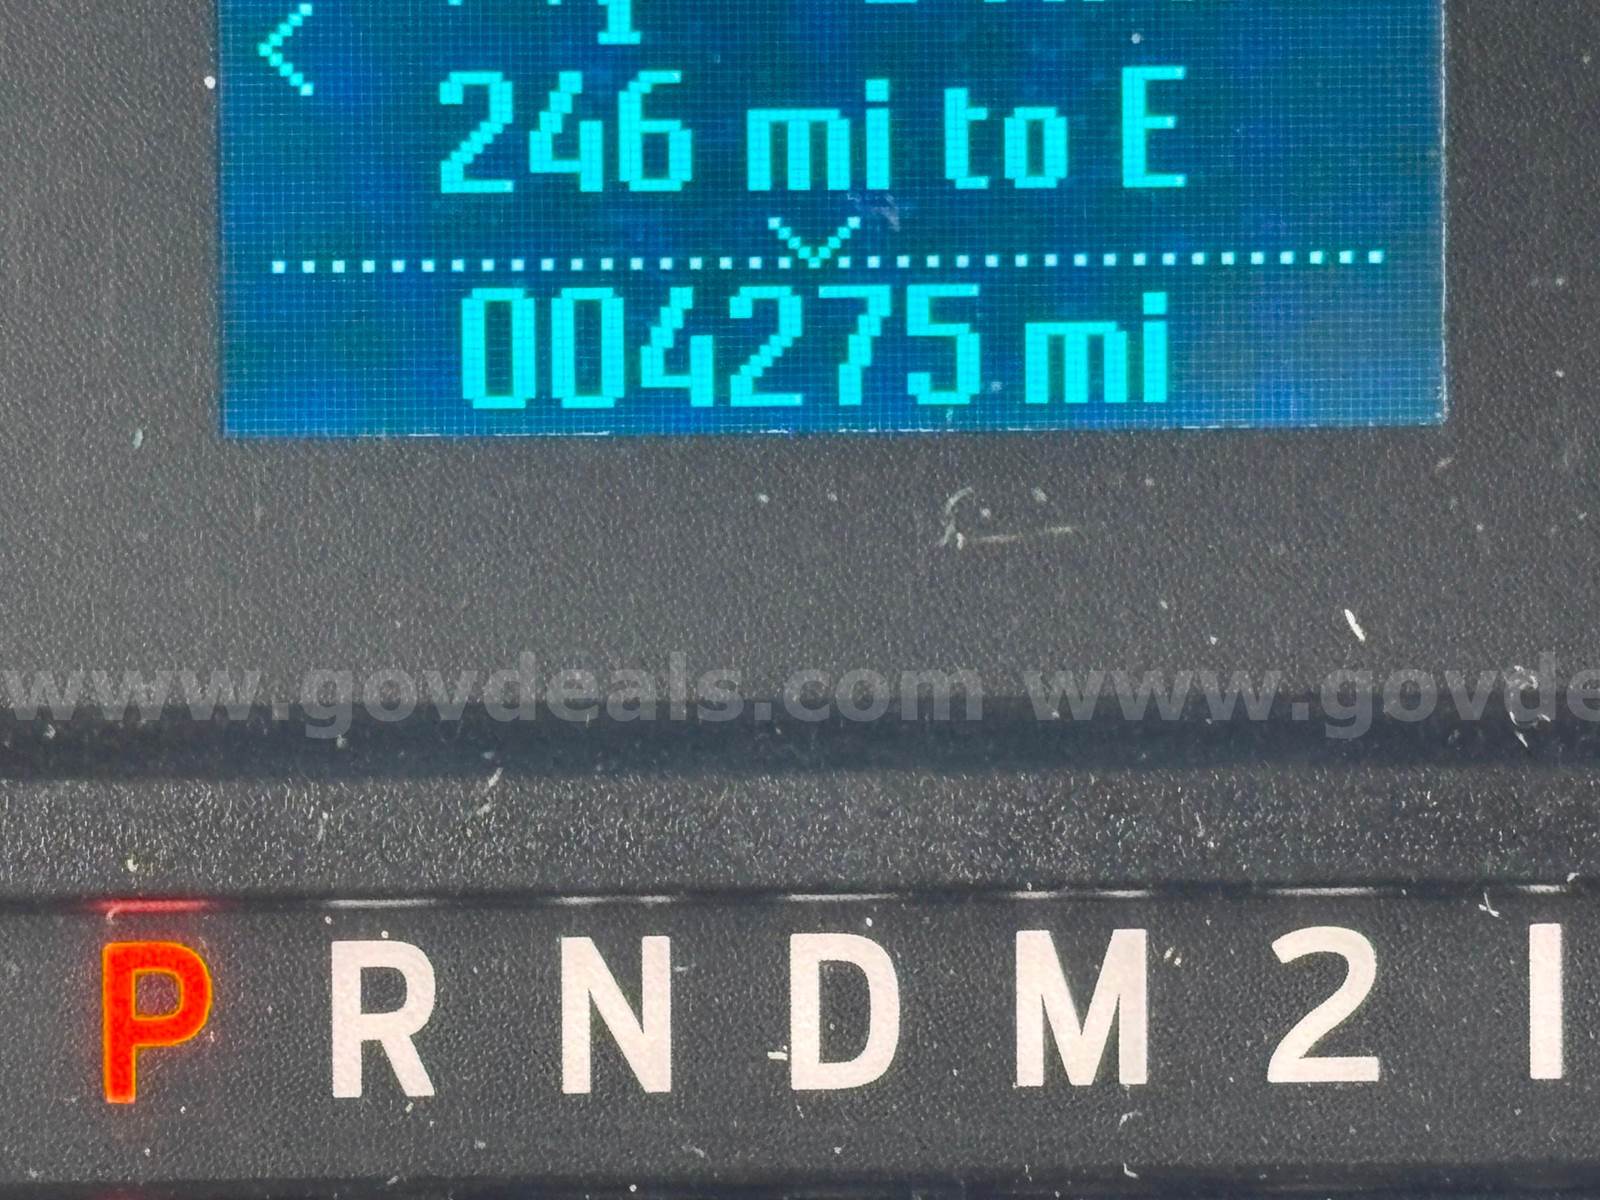 246 mi to E
004275 mi
www.govdeals.com www.govde
P R N D M 2 1